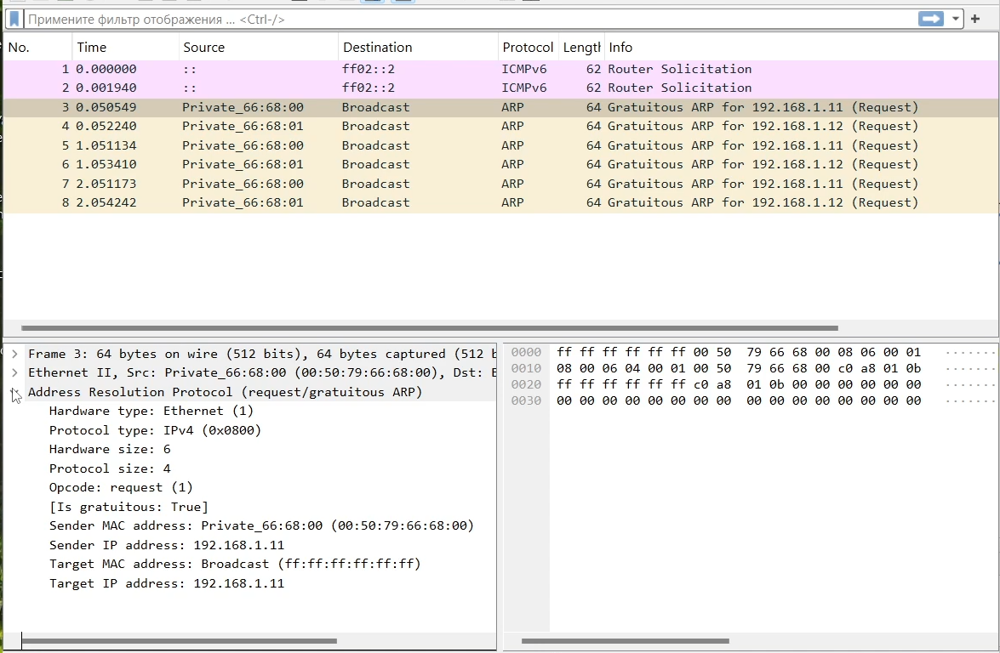 Примените фильтр отображения ... <Ctrl-/>
No. Time Source Destination Protocol Length Info
1 0.000000 :: ff02::2 ICMPv6 62 Router Solicitation
2 0.001940 :: ff02::2 ICMPv6 62 Router Solicitation
3 0.050549 Private_66:68:00 Broadcast ARP 64 Gratuitous ARP for 192.168.1.11 (Request)
4 0.052240 Private_66:68:01 Broadcast ARP 64 Gratuitous ARP for 192.168.1.12 (Request)
5 1.051134 Private_66:68:00 Broadcast ARP 64 Gratuitous ARP for 192.168.1.11 (Request)
6 1.053410 Private_66:68:01 Broadcast ARP 64 Gratuitous ARP for 192.168.1.12 (Request)
7 2.051173 Private_66:68:00 Broadcast ARP 64 Gratuitous ARP for 192.168.1.11 (Request)
8 2.054242 Private_66:68:01 Broadcast ARP 64 Gratuitous ARP for 192.168.1.12 (Request)
Frame 3: 64 bytes on wire (512 bits), 64 bytes captured (512 b
Ethernet II, Src: Private_66:68:00 (00:50:79:66:68:00), Dst: B
Address Resolution Protocol (request/gratuitous ARP)
Hardware type: Ethernet (1)
Protocol type: IPv4 (0x0800)
Hardware size: 6
Protocol size: 4
Opcode: request (1)
[Is gratuitous: True]
Sender MAC address: Private_66:68:00 (00:50:79:66:68:00)
Sender IP address: 192.168.1.11
Target MAC address: Broadcast (ff:ff:ff:ff:ff:ff)
Target IP address: 192.168.1.11
0000 ff ff ff ff ff ff 00 50 79 66 68 00 08 06 00 01 ·······
0010 08 00 06 04 00 01 00 50 79 66 68 00 c0 a8 01 0b ·······
0020 ff ff ff ff ff ff c0 a8 01 0b 00 00 00 00 00 00 ·······
0030 00 00 00 00 00 00 00 00 00 00 00 00 00 00 00 00 ·······